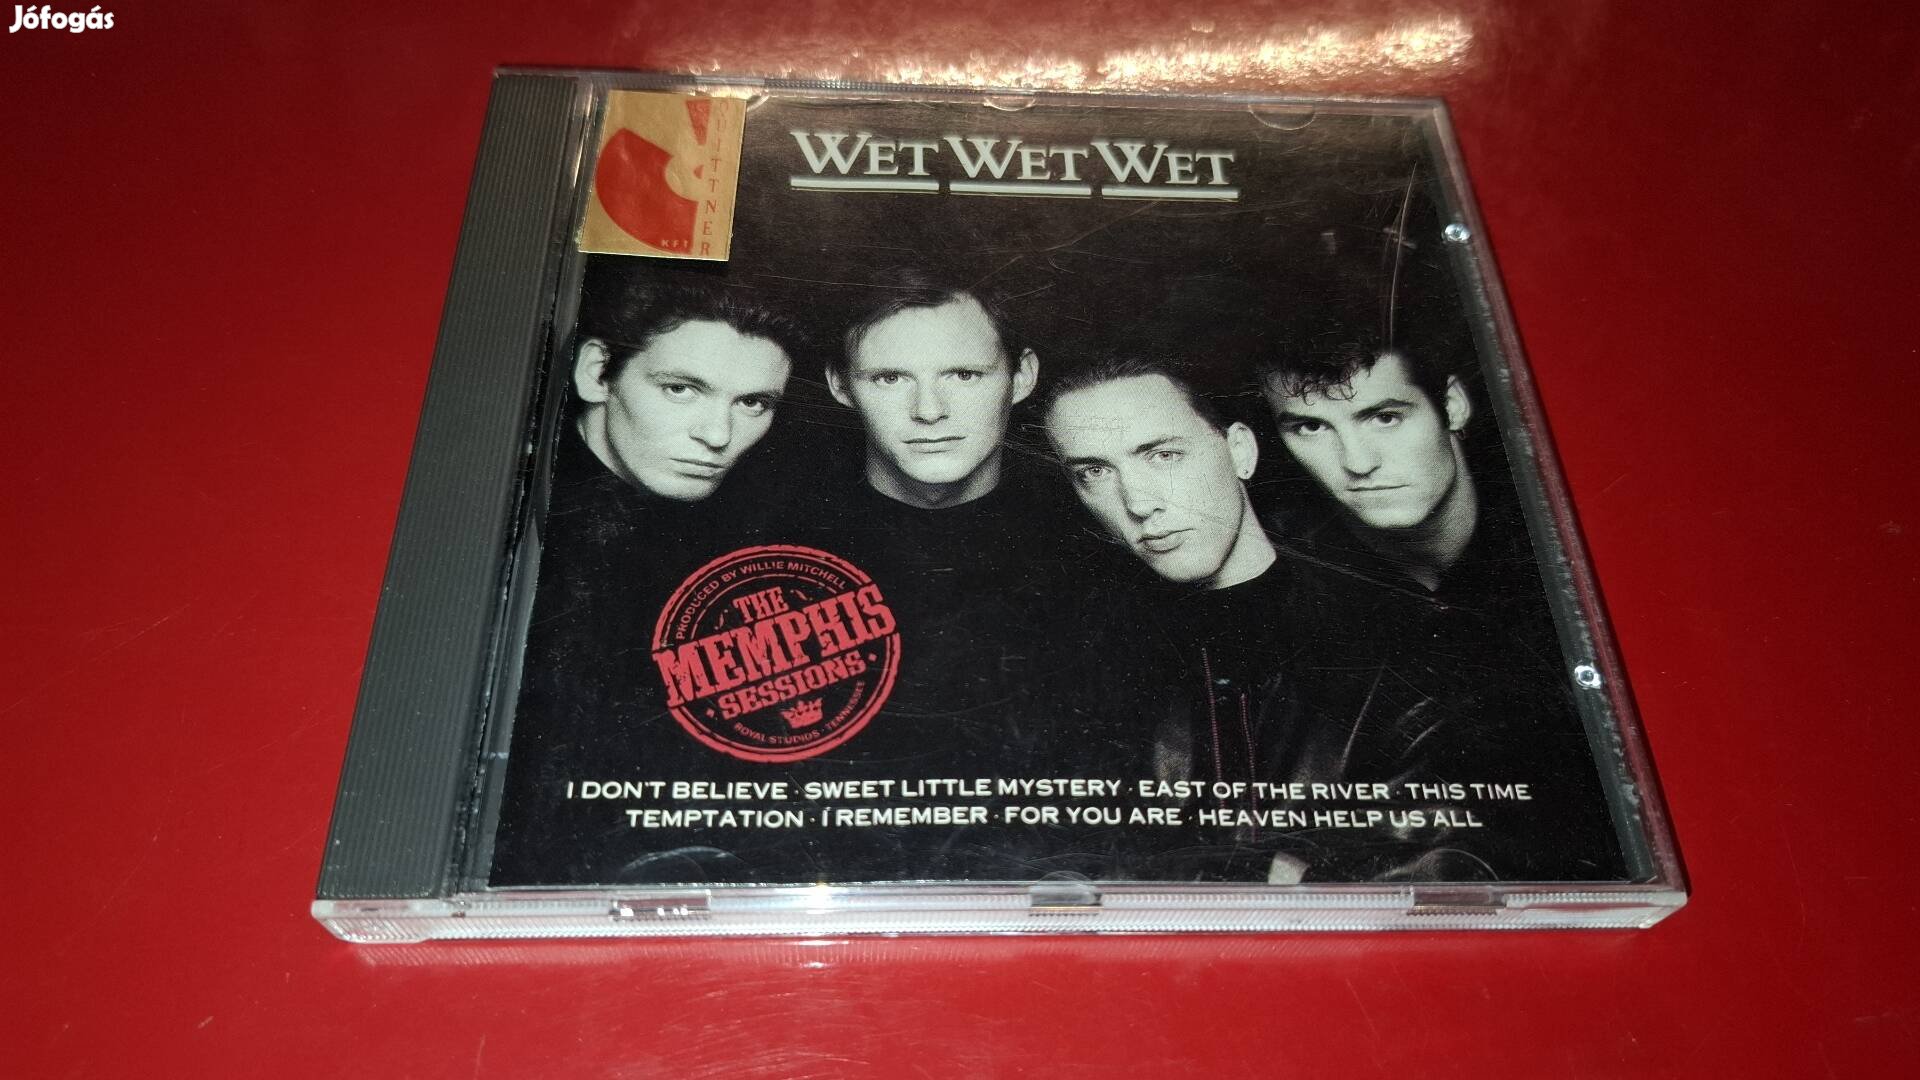 Jófogás
QUITTNER
KFT
WET WET WET
PRODUCED BY WILLIE MITCHELL
THE
MEMPHIS
SESSIONS
ROYAL STUDIOS · TENNESSEE
I DON'T BELIEVE · SWEET LITTLE MYSTERY · EAST OF THE RIVER · THIS TIME
TEMPTATION · I REMEMBER · FOR YOU ARE · HEAVEN HELP US ALL